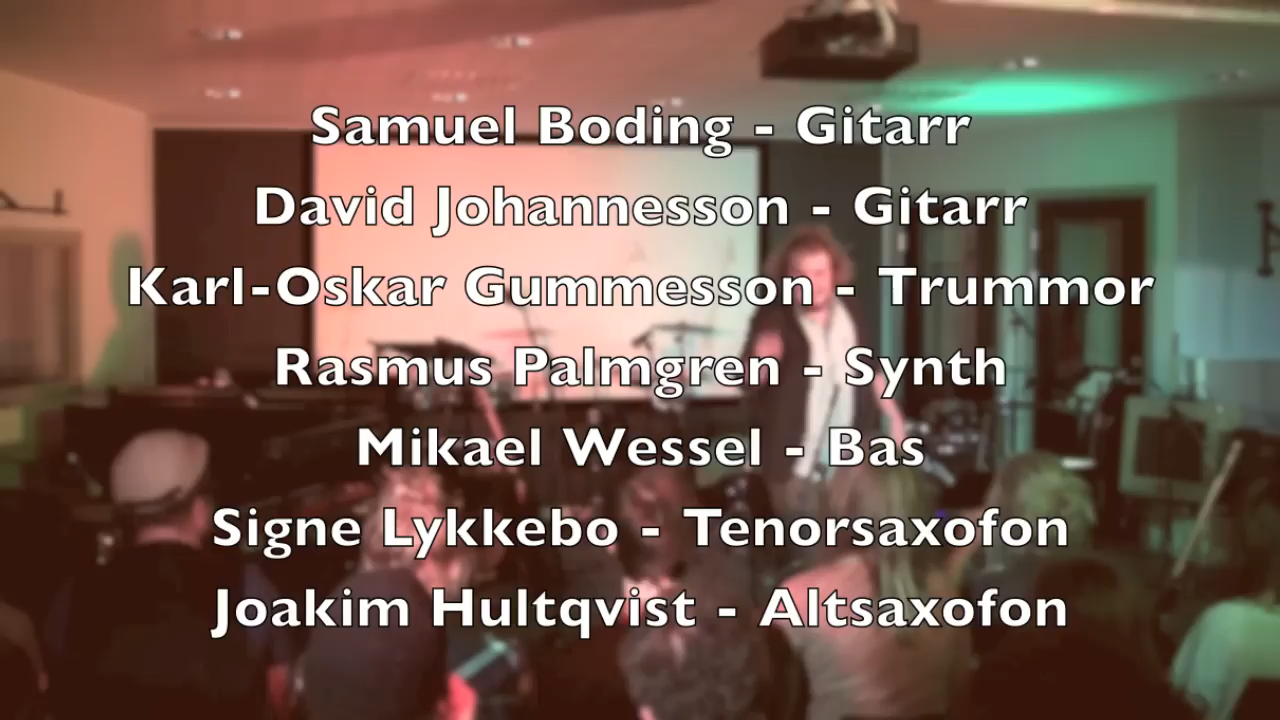 Samuel Boding - Gitarr
David Johannesson - Gitarr
Karl-Oskar Gummesson - Trummor
Rasmus Palmgren - Synth
Mikael Wessel - Bas
Signe Lykkebo - Tenorsaxofon
Joakim Hultqvist - Altsaxofon